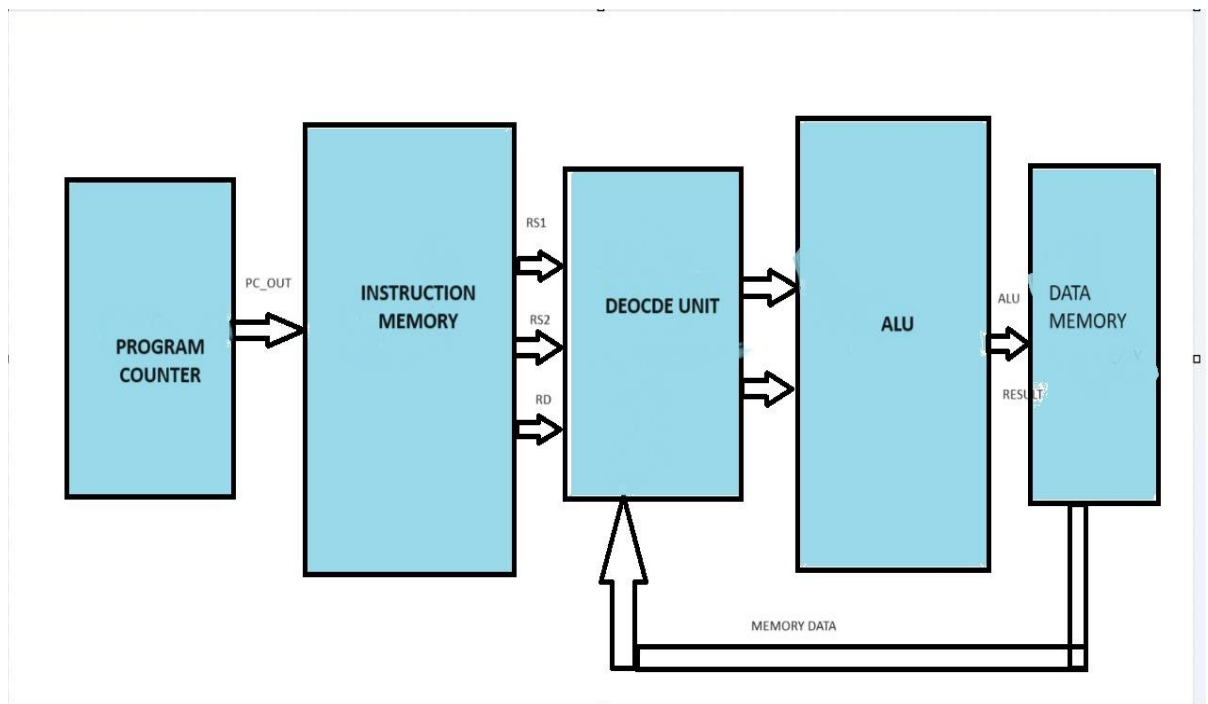 PROGRAM
COUNTER
PC_OUT
INSTRUCTION
MEMORY
RS1
RS2
RD
DEOCDE UNIT
ALU
ALU
RESULT
DATA
MEMORY
MEMORY DATA